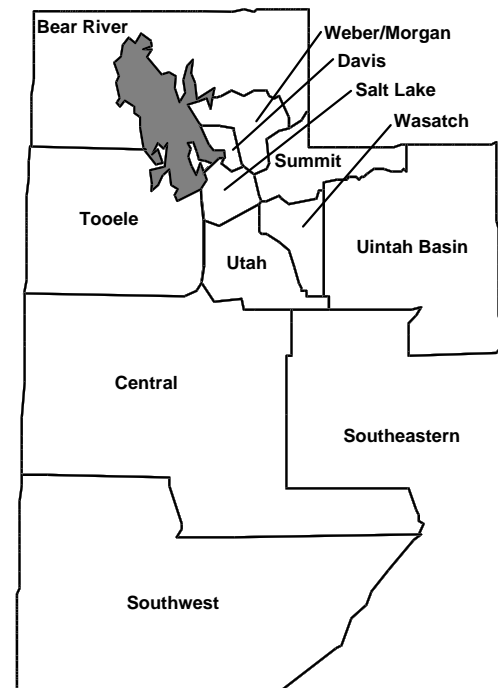 Bear River
Weber/Morgan
Davis
Salt Lake
Wasatch
Summit
Tooele
Utah
Uintah Basin
Central
Southeastern
Southwest